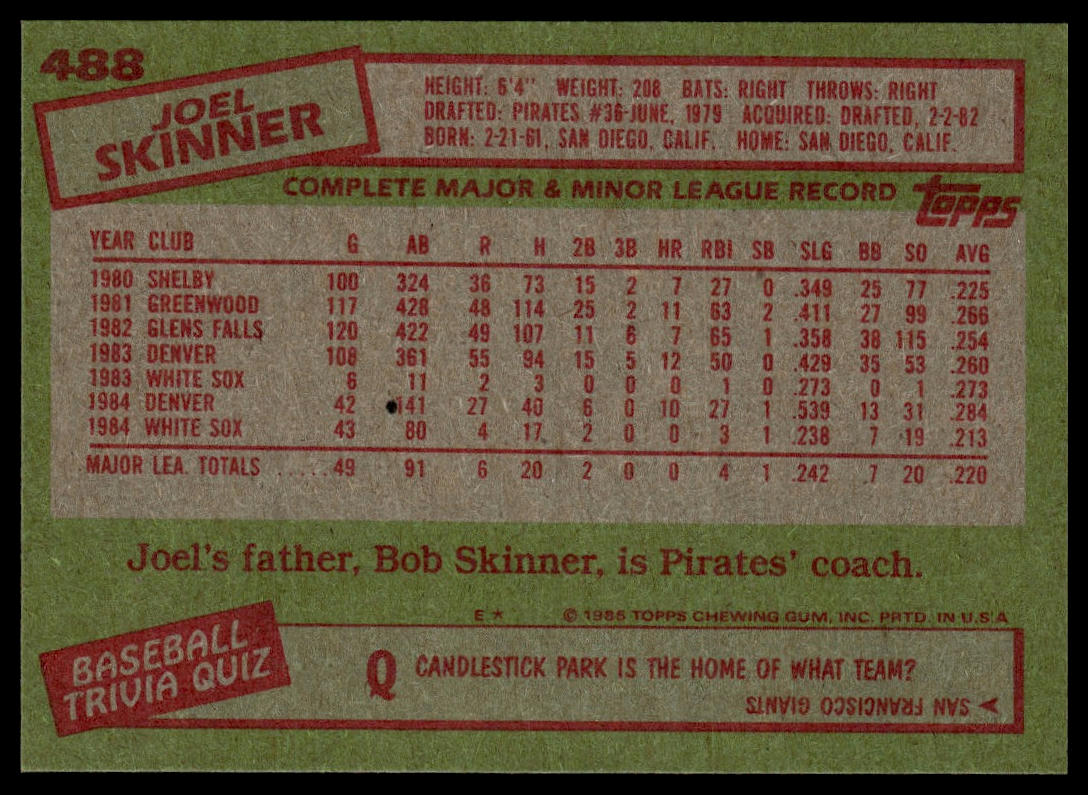 488
JOEL
SKINNER
HEIGHT: 6'4" WEIGHT: 208 BATS: RIGHT THROWS: RIGHT
DRAFTED: PIRATES #36-JUNE, 1979 ACQUIRED: DRAFTED, 2-2-82
BORN: 2-21-61, SAN DIEGO, CALIF. HOME: SAN DIEGO, CALIF.
COMPLETE MAJOR & MINOR LEAGUE RECORD topps
YEAR CLUB G AB R H 2B 3B HR RBI SB SLG BB SO AVG
1980 SHELBY 100 324 36 73 15 2 7 27 0 .349 25 77 .225
1981 GREENWOOD 117 428 48 114 25 2 11 63 2 .411 27 99 .266
1982 GLENS FALLS 120 422 49 107 11 6 7 65 1 .358 38 115 .254
1983 DENVER 108 361 55 94 15 5 12 50 0 .429 35 53 .260
1983 WHITE SOX 6 11 2 3 0 0 0 1 0 .273 0 1 .273
1984 DENVER 42 141 27 40 6 0 10 27 1 .539 13 31 .284
1984 WHITE SOX 43 80 4 17 2 0 0 3 1 .238 7 19 .213
MAJOR LEA. TOTALS ...... 49 91 6 20 2 0 0 4 1 .242 7 20 .220
Joel's father, Bob Skinner, is Pirates' coach.
E * © 1985 TOPPS CHEWING GUM, INC. PRTD. IN U.S.A
BASEBALL
TRIVIA QUIZ
Q CANDLESTICK PARK IS THE HOME OF WHAT TEAM?
SAN FRANCISCO GIANTS